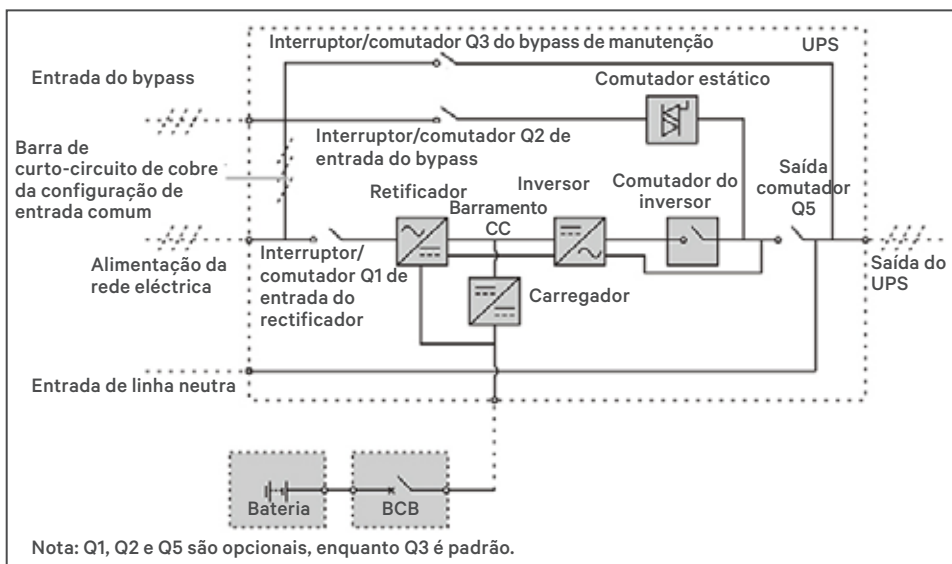 Interruptor/comutador Q3 do bypass de manutenção
UPS
Entrada do bypass
Comutador estático
Interruptor/comutador Q2 de
entrada do bypass
Barra de
curto-circuito de cobre
da configuração de
entrada comum
Retificador
Barramento
CC
Inversor
Comutador do
inversor
Saída
comutador
Q5
Alimentação da
rede eléctrica
Interruptor/
comutador Q1 de
entrada do
rectificador
Carregador
Saída do
UPS
Entrada de linha neutra
Bateria
BCB
Nota: Q1, Q2 e Q5 são opcionais, enquanto Q3 é padrão.